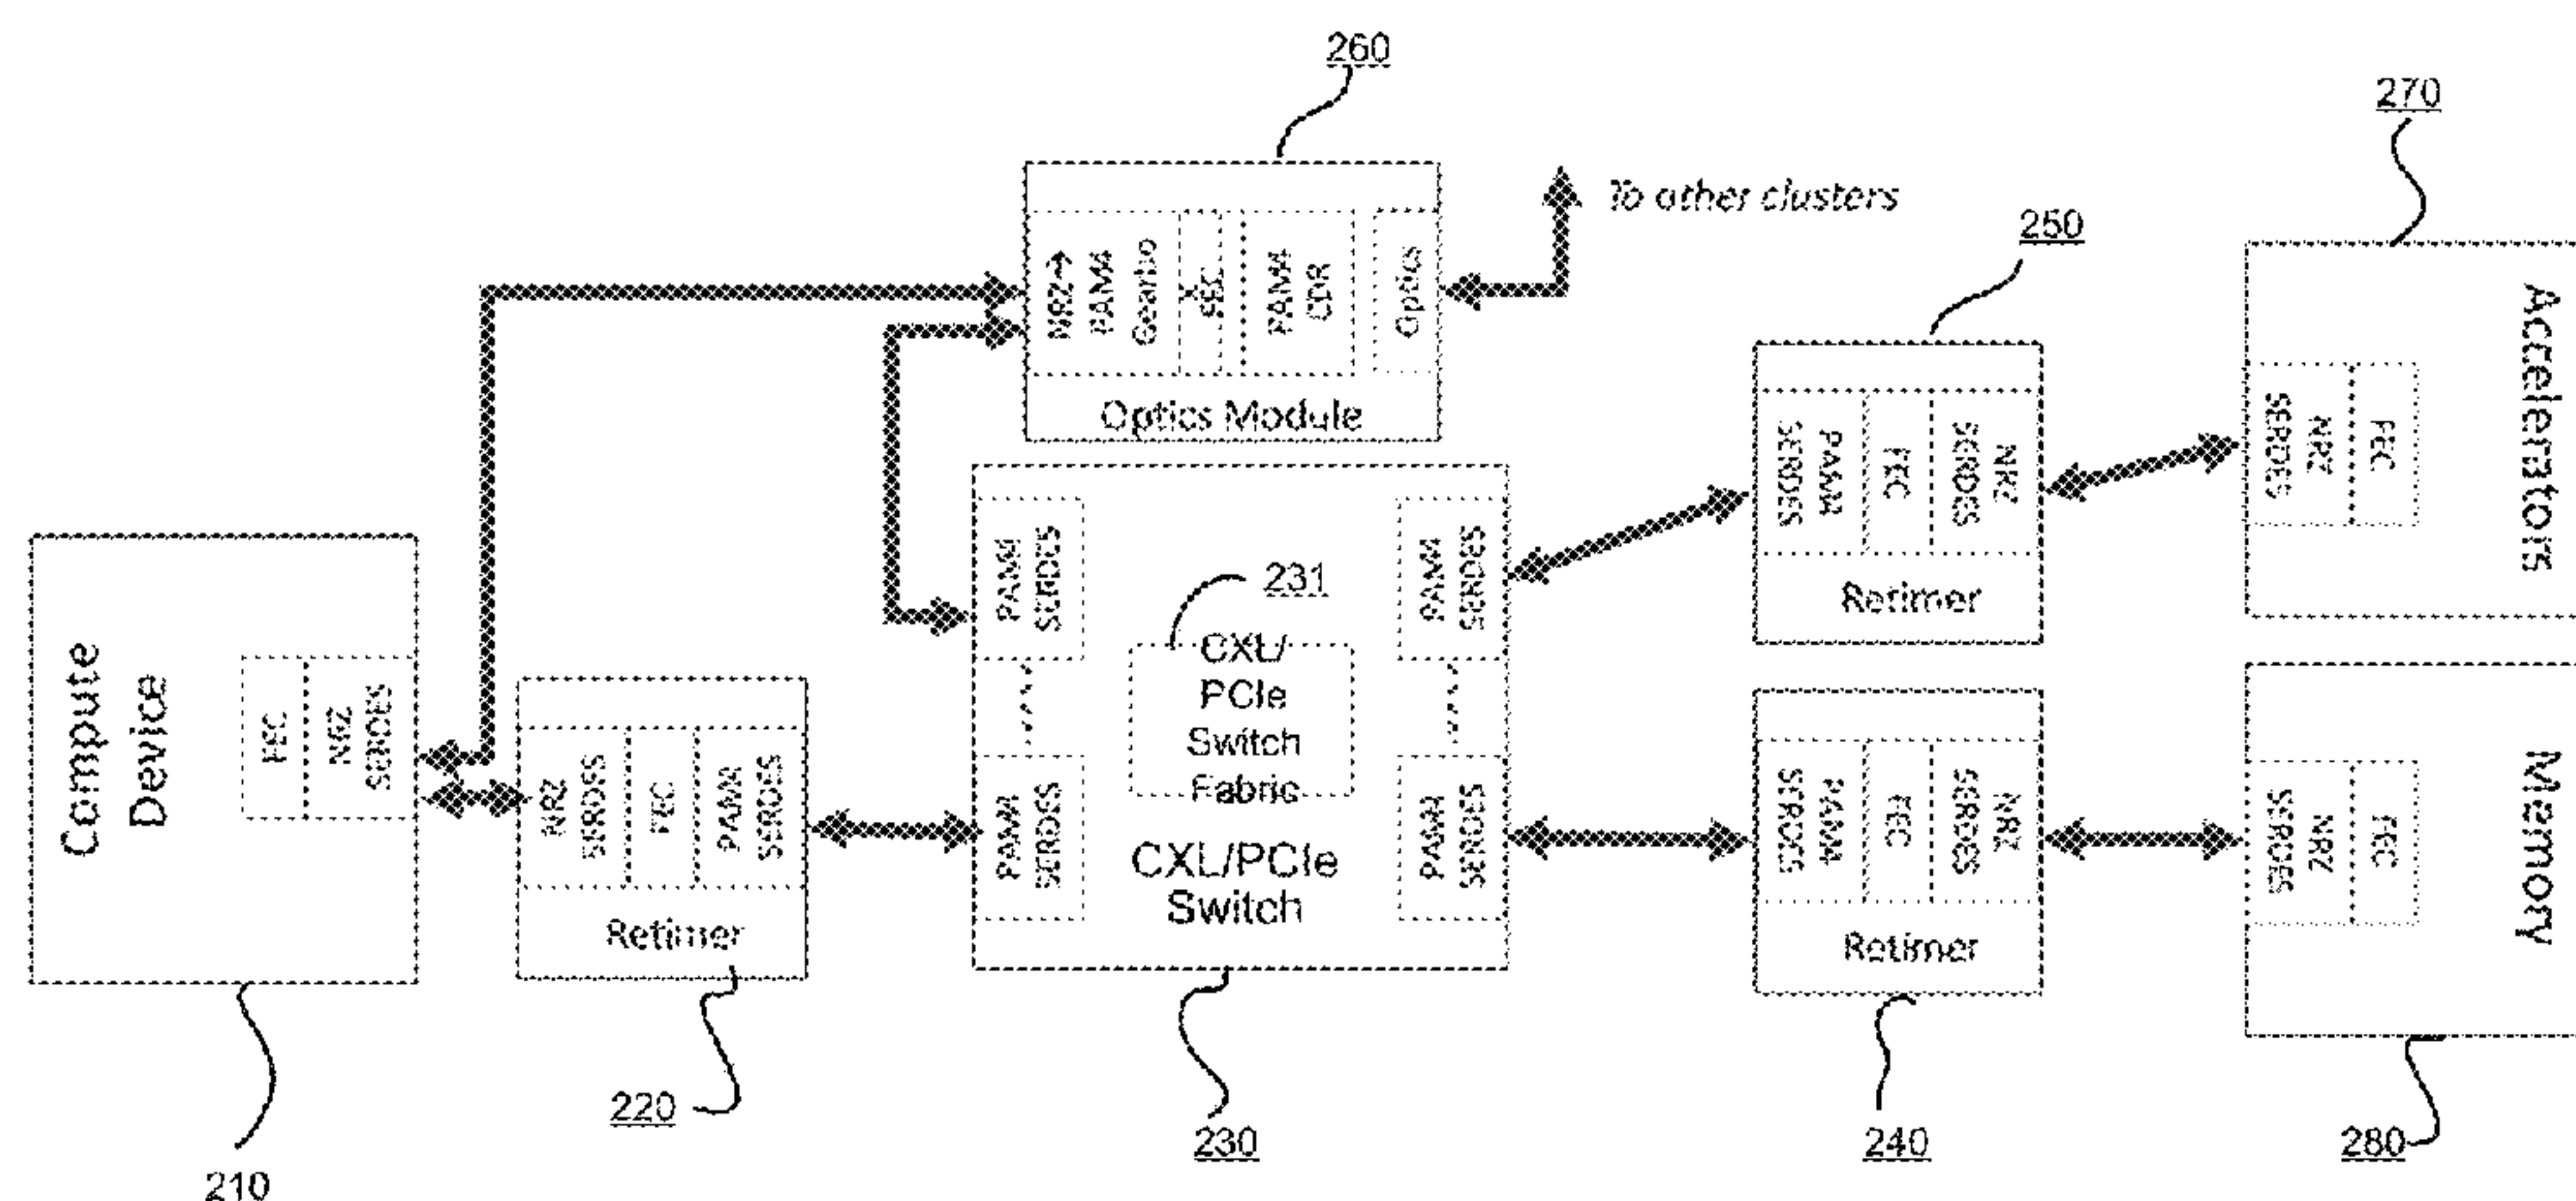 260
270
To other clusters
250
NRZ→
PAM4
Gearbo
x
FEC
PAM4
CDR
Optics
Optics Module
PAM4
SERDES
FEC
NRZ
SERDES
Retimer
Accelerators
NRZ
SERDES
FEC
Compute
Device
FEC
NRZ
SERDES
NRZ
SERDES
FEC
PAM4
SERDES
Retimer
PAM4
SERDES
PAM4
SERDES
231
CXL/
PCIe
Switch
Fabric
CXL/PCIe
Switch
PAM4
SERDES
PAM4
SERDES
PAM4
SERDES
FEC
NRZ
SERDES
Retimer
Memory
NRZ
SERDES
FEC
220
230
240
280
210